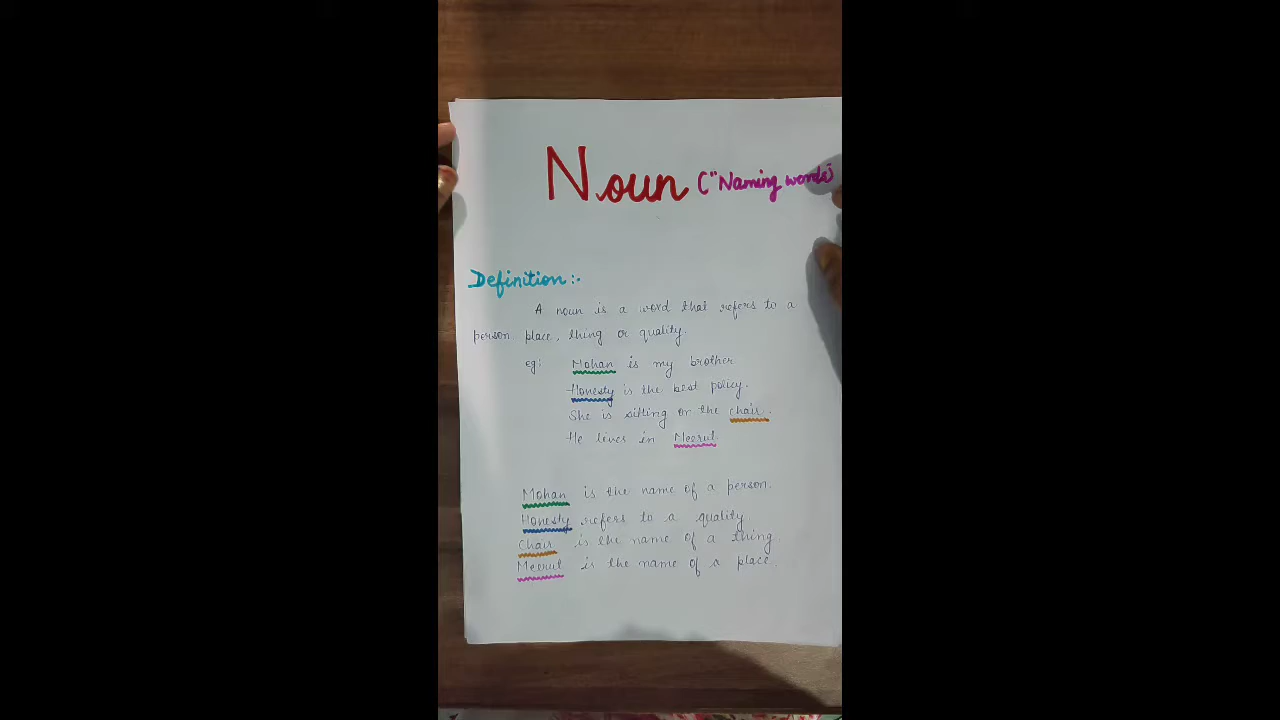 Noun ("Naming words")
Definition :-
A noun is a word that refers to a
person place, thing or quality.
eg: Mohan is my brother
Honesty is the best policy.
She is sitting on the chair.
He lives in Meerut.
Mohan is the name of a person.
Honesty refers to a quality
Chair is the name of a thing.
Meerut is the name of a place.